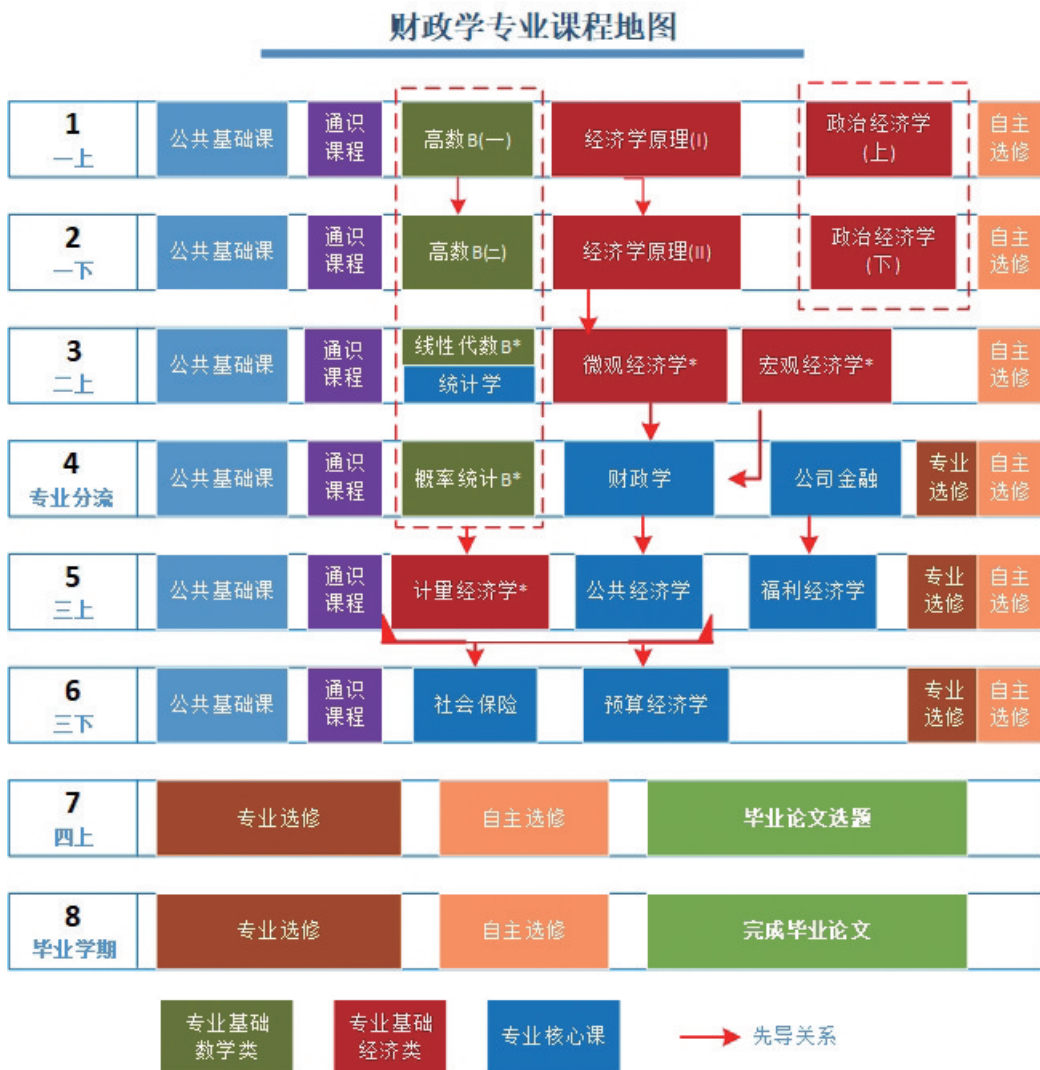 财政学专业课程地图
1
一上
公共基础课
通识
课程
高数B(一)
经济学原理(I)
政治经济学
(上)
自主
选修
2
一下
公共基础课
通识
课程
高数B(二)
经济学原理(II)
政治经济学
(下)
自主
选修
3
二上
公共基础课
通识
课程
线性代数B*
统计学
微观经济学*
宏观经济学*
自主
选修
4
专业分流
公共基础课
通识
课程
概率统计B*
财政学
公司金融
专业
选修
自主
选修
5
三上
公共基础课
通识
课程
计量经济学*
公共经济学
福利经济学
专业
选修
自主
选修
6
三下
公共基础课
通识
课程
社会保险
预算经济学
专业
选修
自主
选修
7
四上
专业选修
自主选修
毕业论文选题
8
毕业学期
专业选修
自主选修
完成毕业论文
专业基础
数学类
专业基础
经济类
专业核心课
先导关系